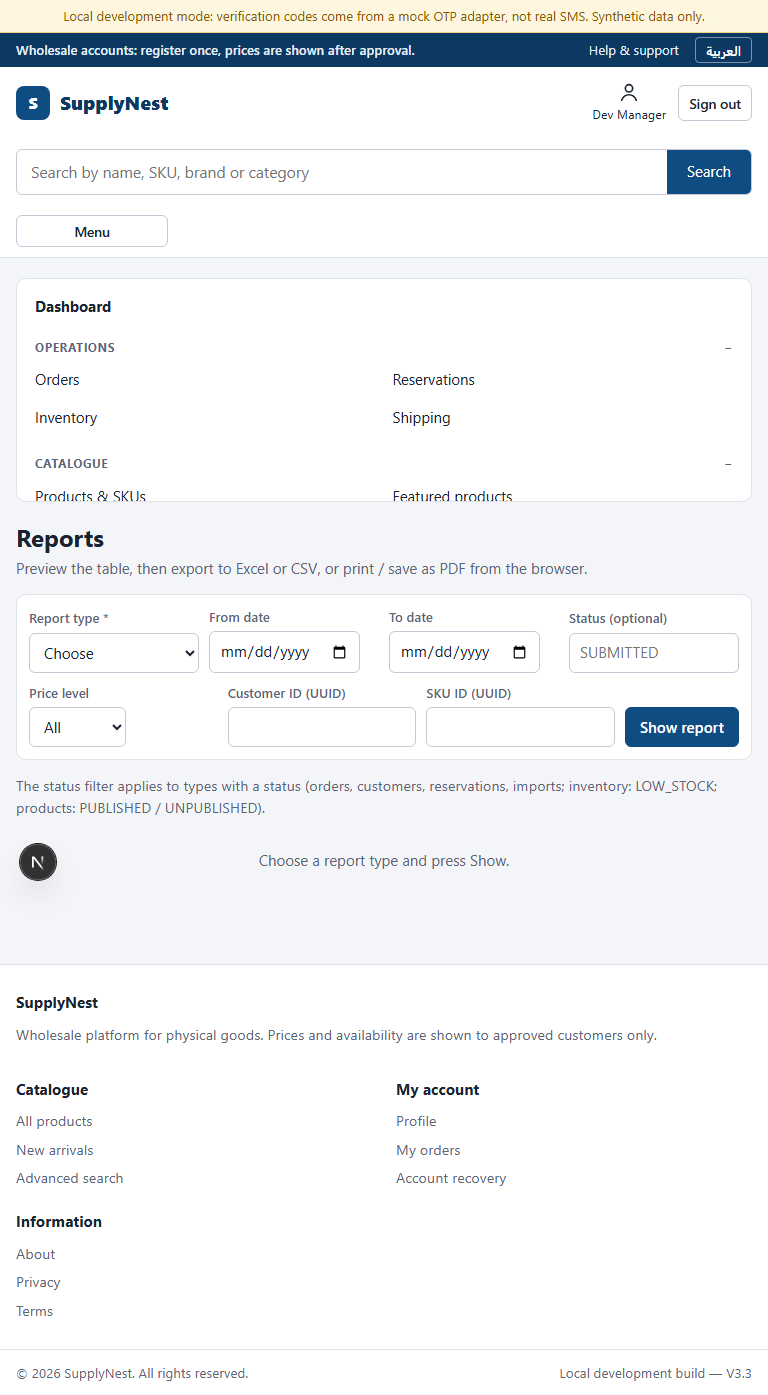 Local development mode: verification codes come from a mock OTP adapter, not real SMS. Synthetic data only.
Wholesale accounts: register once, prices are shown after approval.
Help & support
العربية
S
SupplyNest
Dev Manager
Sign out
Search by name, SKU, brand or category
Search
Menu
Dashboard
OPERATIONS –
Orders
Reservations
Inventory
Shipping
CATALOGUE –
Products & SKUs
Featured products
Reports
Preview the table, then export to Excel or CSV, or print / save as PDF from the browser.
Report type *
From date
To date
Status (optional)
Choose
mm/dd/yyyy
mm/dd/yyyy
SUBMITTED
Price level
Customer ID (UUID)
SKU ID (UUID)
All
Show report
The status filter applies to types with a status (orders, customers, reservations, imports; inventory: LOW_STOCK;
products: PUBLISHED / UNPUBLISHED).
N
Choose a report type and press Show.
SupplyNest
Wholesale platform for physical goods. Prices and availability are shown to approved customers only.
Catalogue
All products
New arrivals
Advanced search
My account
Profile
My orders
Account recovery
Information
About
Privacy
Terms
© 2026 SupplyNest. All rights reserved.
Local development build — V3.3